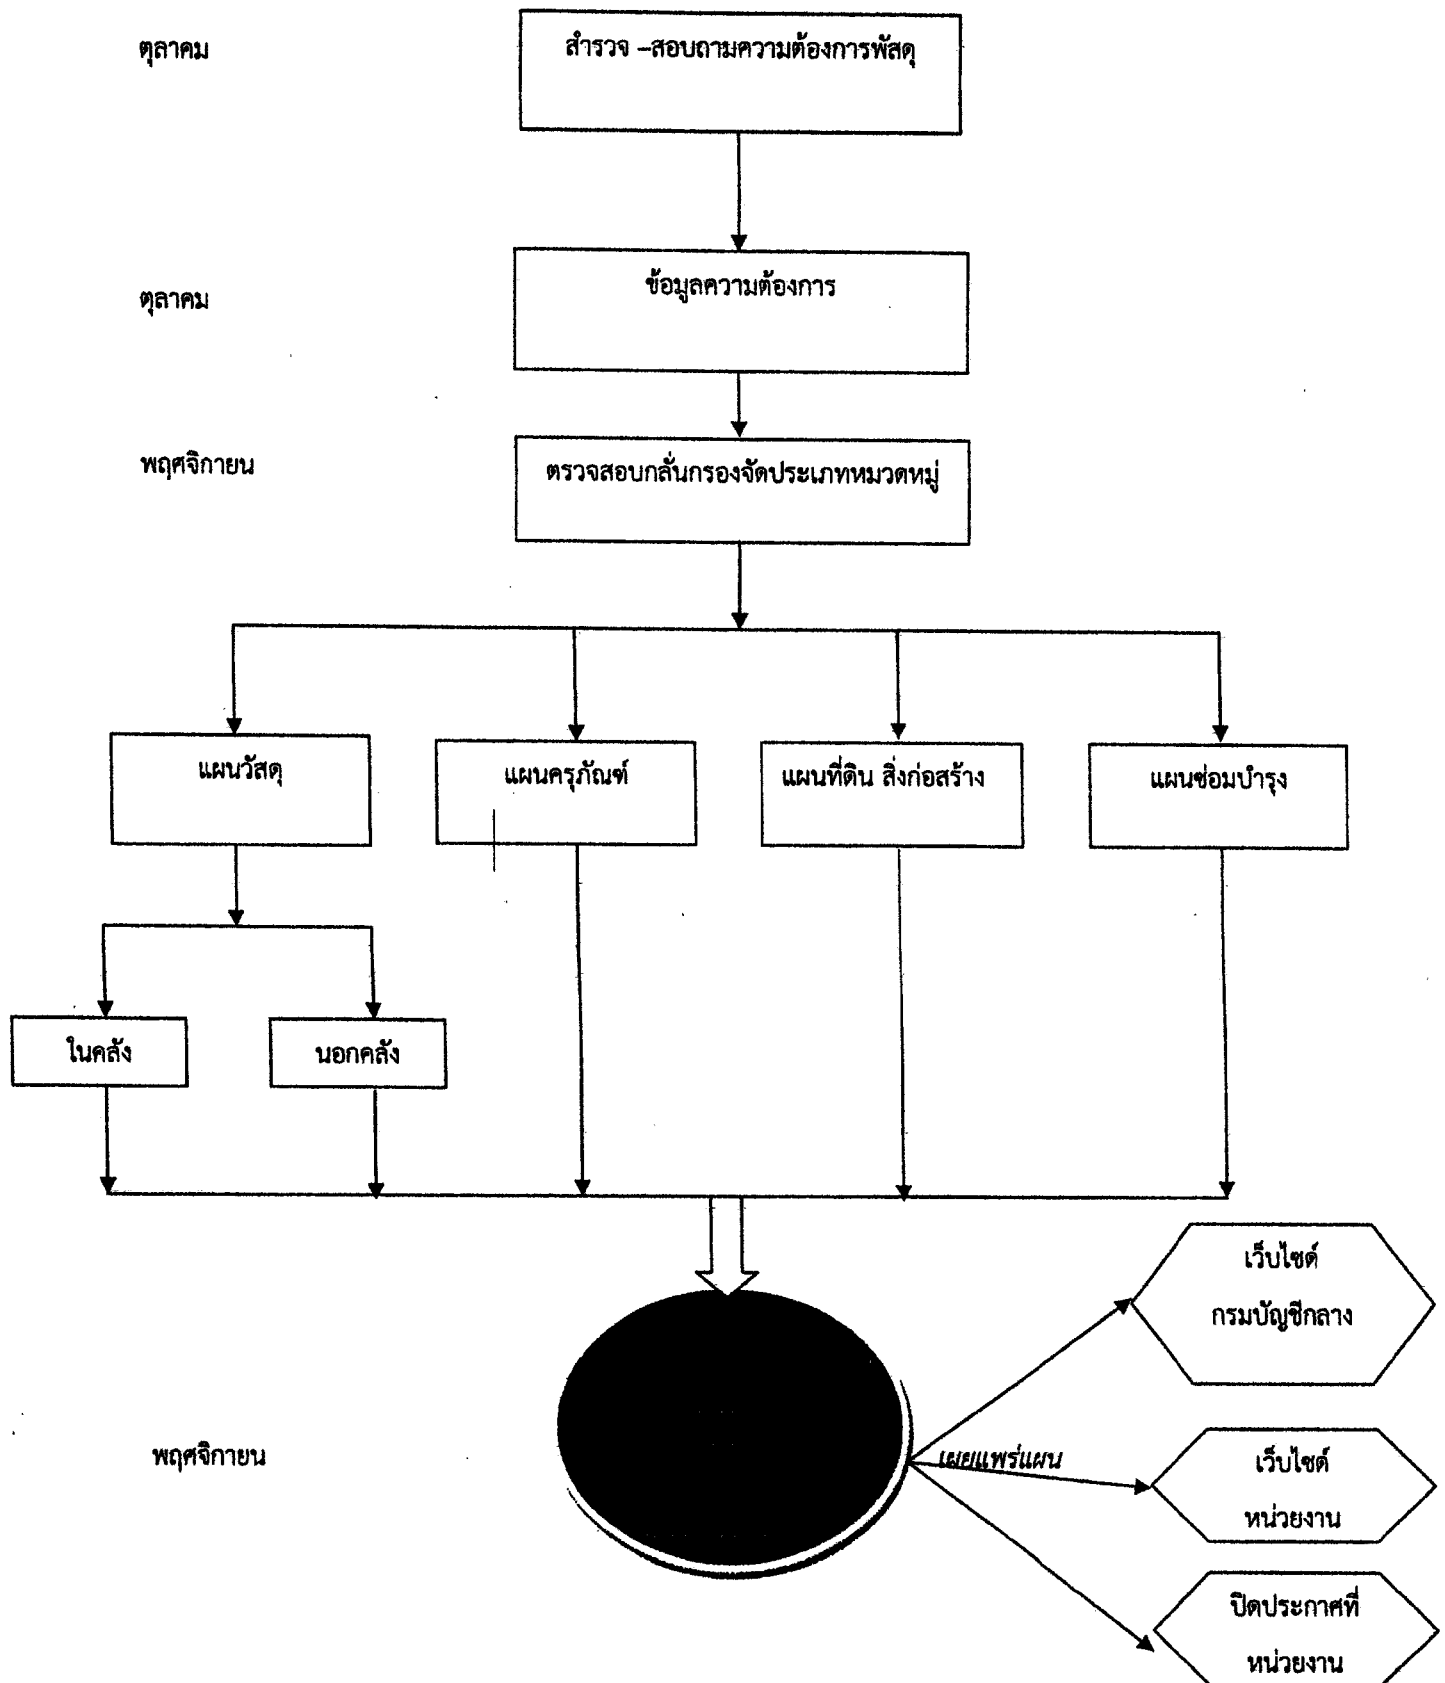 ตุลาคม
สำรวจ –สอบถามความต้องการพัสดุ
ตุลาคม
ข้อมูลความต้องการ
พฤศจิกายน
ตรวจสอบกลั่นกรองจัดประเภทหมวดหมู่
แผนวัสดุ
แผนครุภัณฑ์
แผนที่ดิน สิ่งก่อสร้าง
แผนซ่อมบำรุง
ในคลัง
นอกคลัง
เว็บไซต์
กรมบัญชีกลาง
พฤศจิกายน
เผยแพร่แผน
เว็บไซต์
หน่วยงาน
ปิดประกาศที่
หน่วยงาน